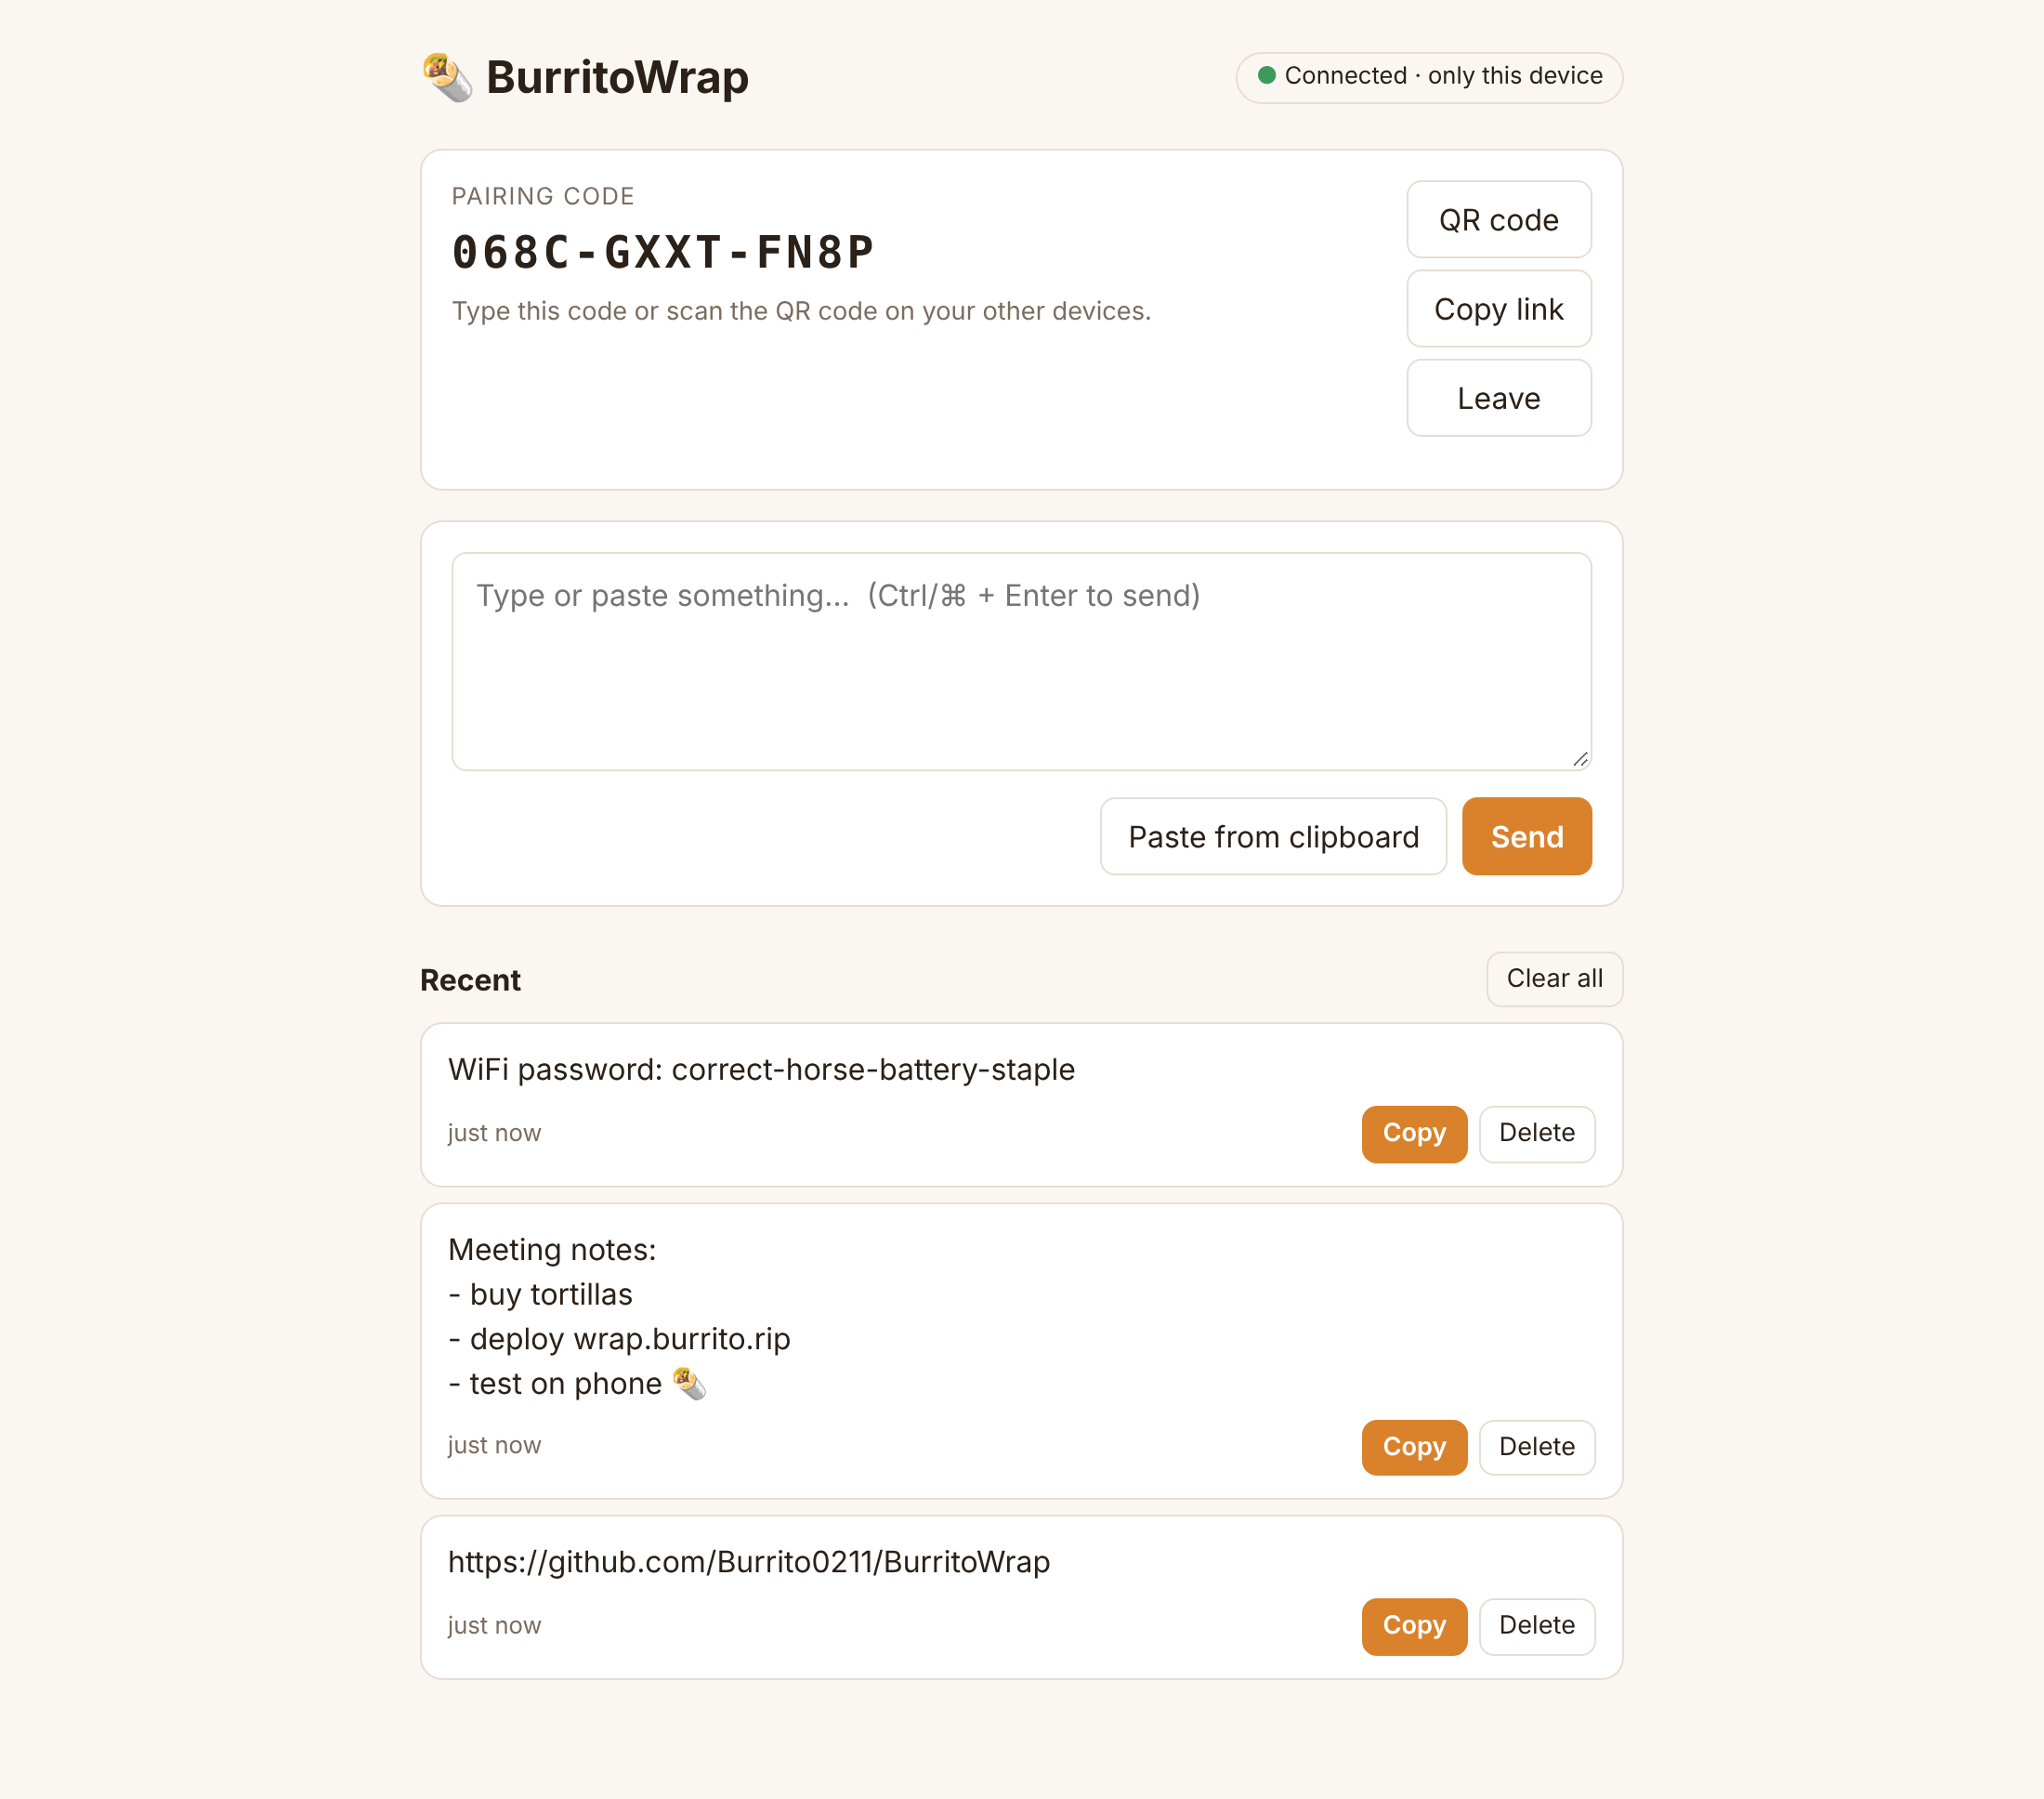 🌯 BurritoWrap
Connected · only this device
PAIRING CODE
068C-GXXT-FN8P
Type this code or scan the QR code on your other devices.
QR code
Copy link
Leave
Type or paste something… (Ctrl/⌘ + Enter to send)
Paste from clipboard
Send
Recent
Clear all
WiFi password: correct-horse-battery-staple
just now
Copy
Delete
Meeting notes:
- buy tortillas
- deploy wrap.burrito.rip
- test on phone 🌯
just now
Copy
Delete
https://github.com/Burrito0211/BurritoWrap
just now
Copy
Delete